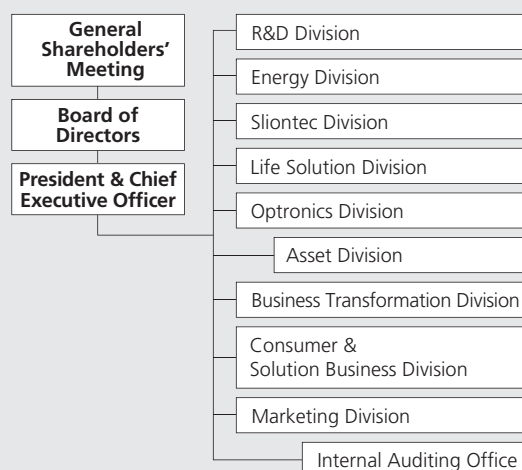 General
Shareholders’
Meeting
Board of
Directors
President & Chief
Executive Officer
R&D Division
Energy Division
Sliontec Division
Life Solution Division
Optronics Division
Asset Division
Business Transformation Division
Consumer &
Solution Business Division
Marketing Division
Internal Auditing Office